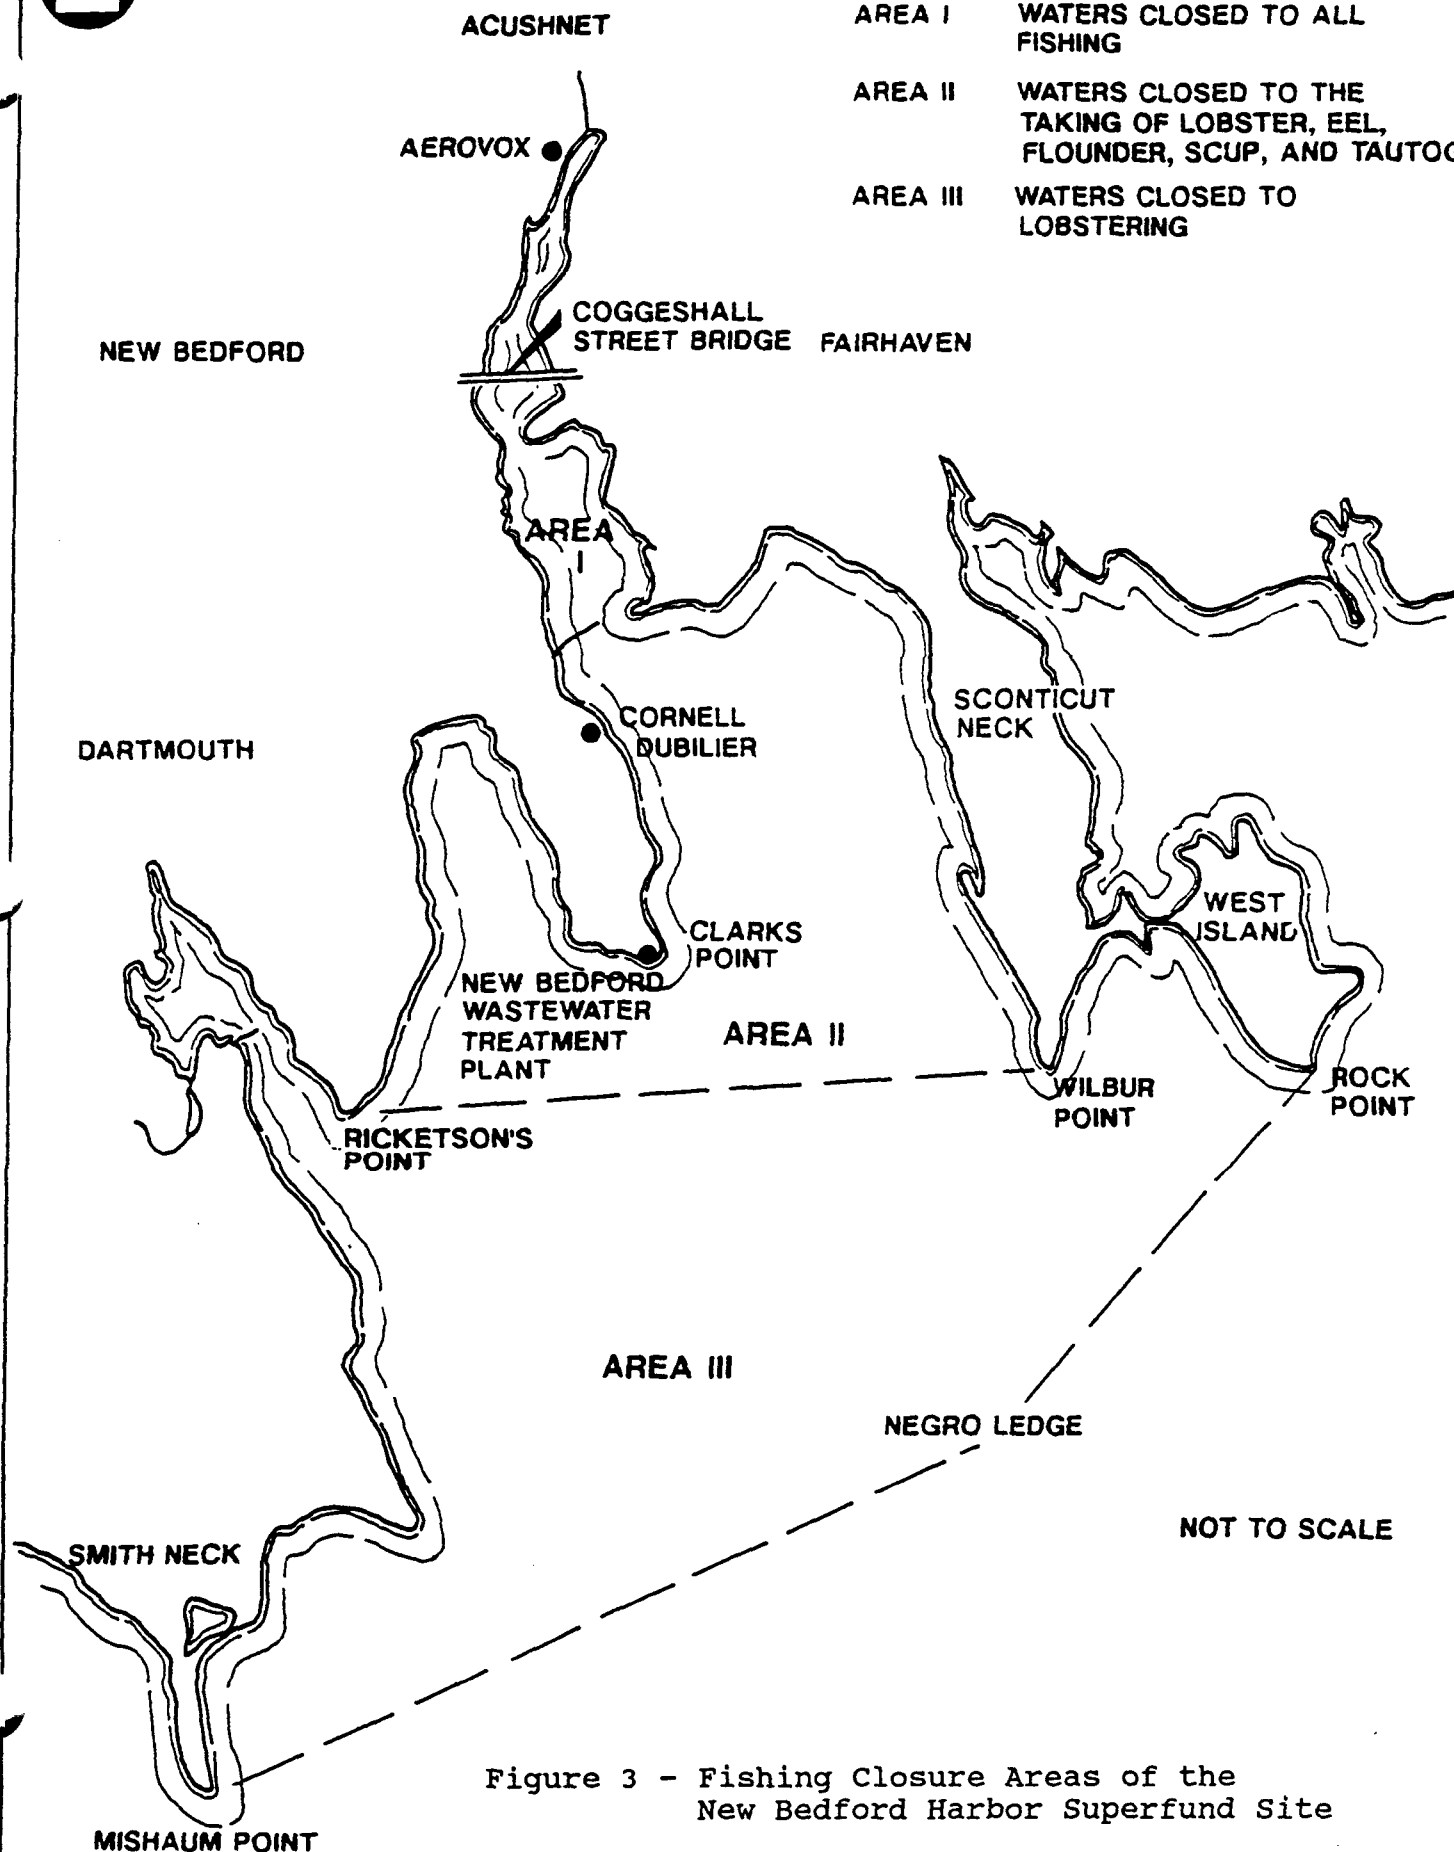 ACUSHNET
AREA I WATERS CLOSED TO ALL
FISHING
AREA II WATERS CLOSED TO THE
TAKING OF LOBSTER, EEL,
FLOUNDER, SCUP, AND TAUTOG
AREA III WATERS CLOSED TO
LOBSTERING
AEROVOX
COGGESHALL
STREET BRIDGE
FAIRHAVEN
NEW BEDFORD
AREA
I
SCONTICUT
NECK
CORNELL
DUBILIER
DARTMOUTH
WEST
ISLAND
CLARKS
POINT
NEW BEDFORD
WASTEWATER
TREATMENT
PLANT
AREA II
WILBUR
POINT
ROCK
POINT
RICKETSON'S
POINT
AREA III
NEGRO LEDGE
NOT TO SCALE
SMITH NECK
MISHAUM POINT
Figure 3 - Fishing Closure Areas of the
New Bedford Harbor Superfund Site